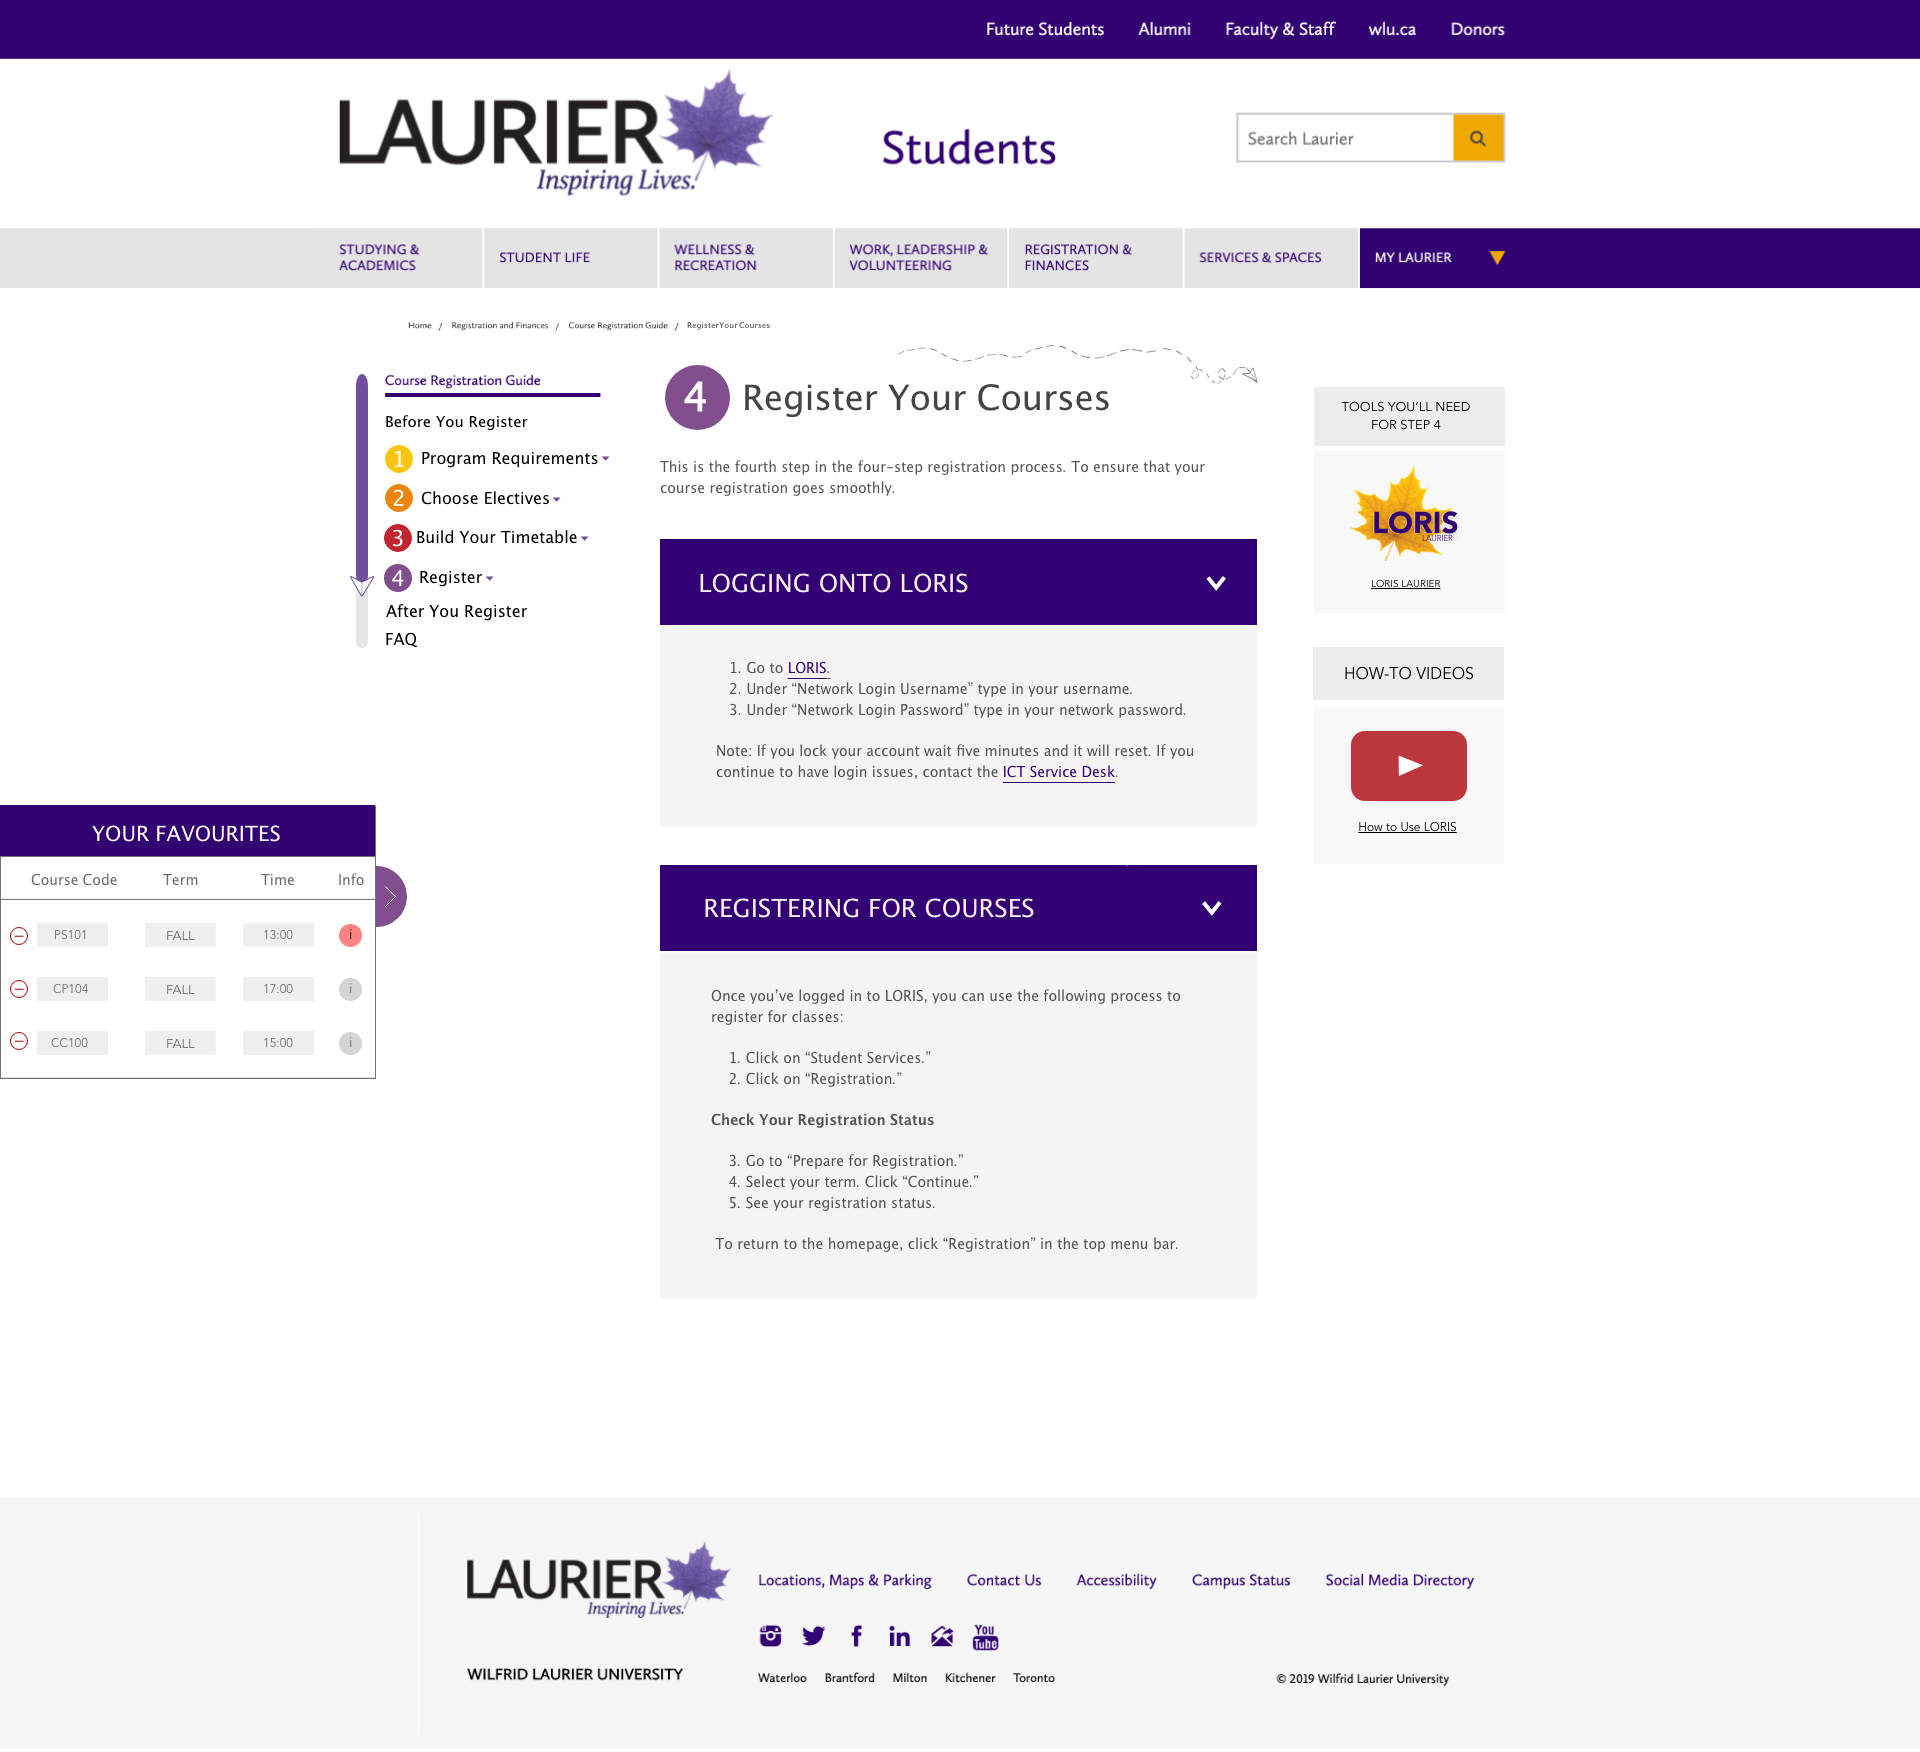 Future Students Alumni Faculty & Staff wlu.ca Donors
LAURIER
Inspiring Lives.
Students
Search Laurier
STUDYING &
ACADEMICS
STUDENT LIFE
WELLNESS &
RECREATION
WORK, LEADERSHIP &
VOLUNTEERING
REGISTRATION &
FINANCES
SERVICES & SPACES
MY LAURIER
Home / Registration and Finances / Course Registration Guide / Register Your Courses
Course Registration Guide
Before You Register
1 Program Requirements
2 Choose Electives
3 Build Your Timetable
4 Register
After You Register
FAQ
4 Register Your Courses
This is the fourth step in the four-step registration process. To ensure that your
course registration goes smoothly.
LOGGING ONTO LORIS
1. Go to LORIS.
2. Under “Network Login Username” type in your username.
3. Under “Network Login Password” type in your network password.
Note: If you lock your account wait five minutes and it will reset. If you
continue to have login issues, contact the ICT Service Desk.
REGISTERING FOR COURSES
Once you’ve logged in to LORIS, you can use the following process to
register for classes:
1. Click on “Student Services.”
2. Click on “Registration.”
Check Your Registration Status
3. Go to “Prepare for Registration.”
4. Select your term. Click “Continue.”
5. See your registration status.
To return to the homepage, click “Registration” in the top menu bar.
TOOLS YOU’LL NEED
FOR STEP 4
LORIS
LAURIER
LORIS LAURIER
HOW-TO VIDEOS
How to Use LORIS
YOUR FAVOURITES
Course Code Term Time Info
PS101 FALL 13:00 i
CP104 FALL 17:00 i
CC100 FALL 15:00 i
LAURIER
Inspiring Lives.
WILFRID LAURIER UNIVERSITY
Locations, Maps & Parking Contact Us Accessibility Campus Status Social Media Directory
You
Tube
Waterloo Brantford Milton Kitchener Toronto
© 2019 Wilfrid Laurier University